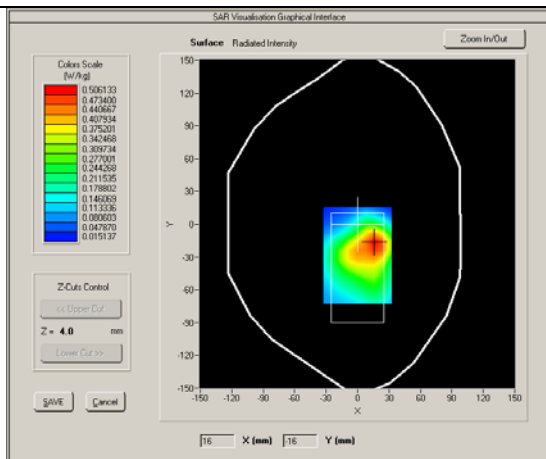 SAR Visualisation Graphical Interface
Surface Radiated Intensity
Zoom In/Out
Colors Scale
(W/kg)
0.506133
0.473400
0.440667
0.407934
0.375201
0.342468
0.309734
0.277001
0.244268
0.211535
0.178802
0.146069
0.113336
0.080603
0.047870
0.015137
Z-Cuts Control
<< Upper Cut
Z = 4.0 mm
Lower Cut >>
SAVE Cancel
150-
120-
90-
60-
30-
0-
-30-
-60-
-90-
-120-
-150-
Y
-150 -120 -90 -60 -30 0 30 60 90 120 150
X
16 X (mm) -16 Y (mm)